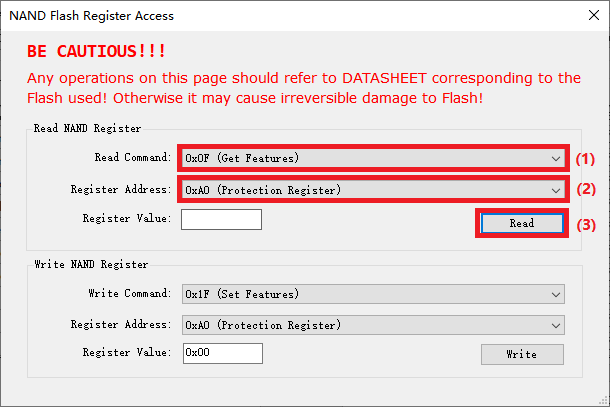 NAND Flash Register Access
BE CAUTIOUS!!!
Any operations on this page should refer to DATASHEET corresponding to the
Flash used! Otherwise it may cause irreversible damage to Flash!
Read NAND Register
Read Command: 0x0F (Get Features) (1)
Register Address: 0xA0 (Protection Register) (2)
Register Value: Read (3)
Write NAND Register
Write Command: 0x1F (Set Features)
Register Address: 0xA0 (Protection Register)
Register Value: 0x00 Write